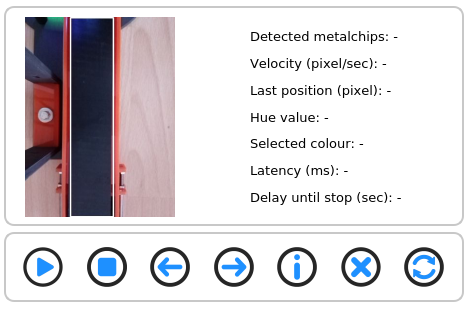 Detected metalchips: -
Velocity (pixel/sec): -
Last position (pixel): -
Hue value: -
Selected colour: -
Latency (ms): -
Delay until stop (sec): -